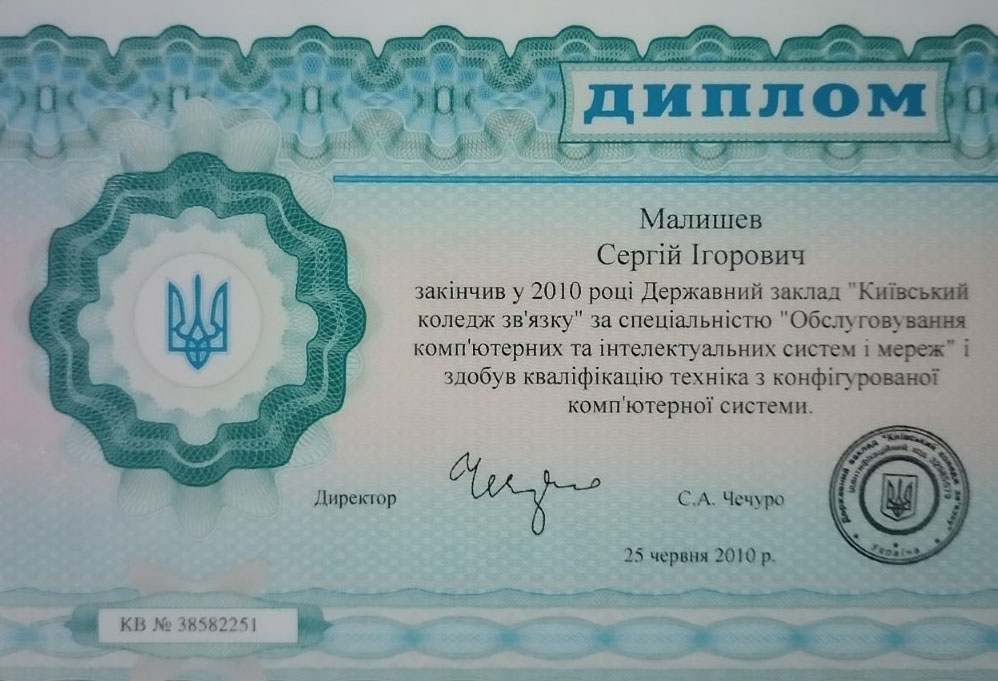 ДИПЛОМ
Малишев
Сергій Ігорович
закінчив у 2010 році Державний заклад "Київський
коледж зв'язку" за спеціальністю "Обслуговування
комп'ютерних та інтелектуальних систем і мереж" і
здобув кваліфікацію техніка з конфігурованої
комп'ютерної системи.
Директор
С.А. Чечуро
Державний заклад "Київський коледж зв'язку"
ідентифікаційний код
Україна
25 червня 2010 р.
КВ № 38582251